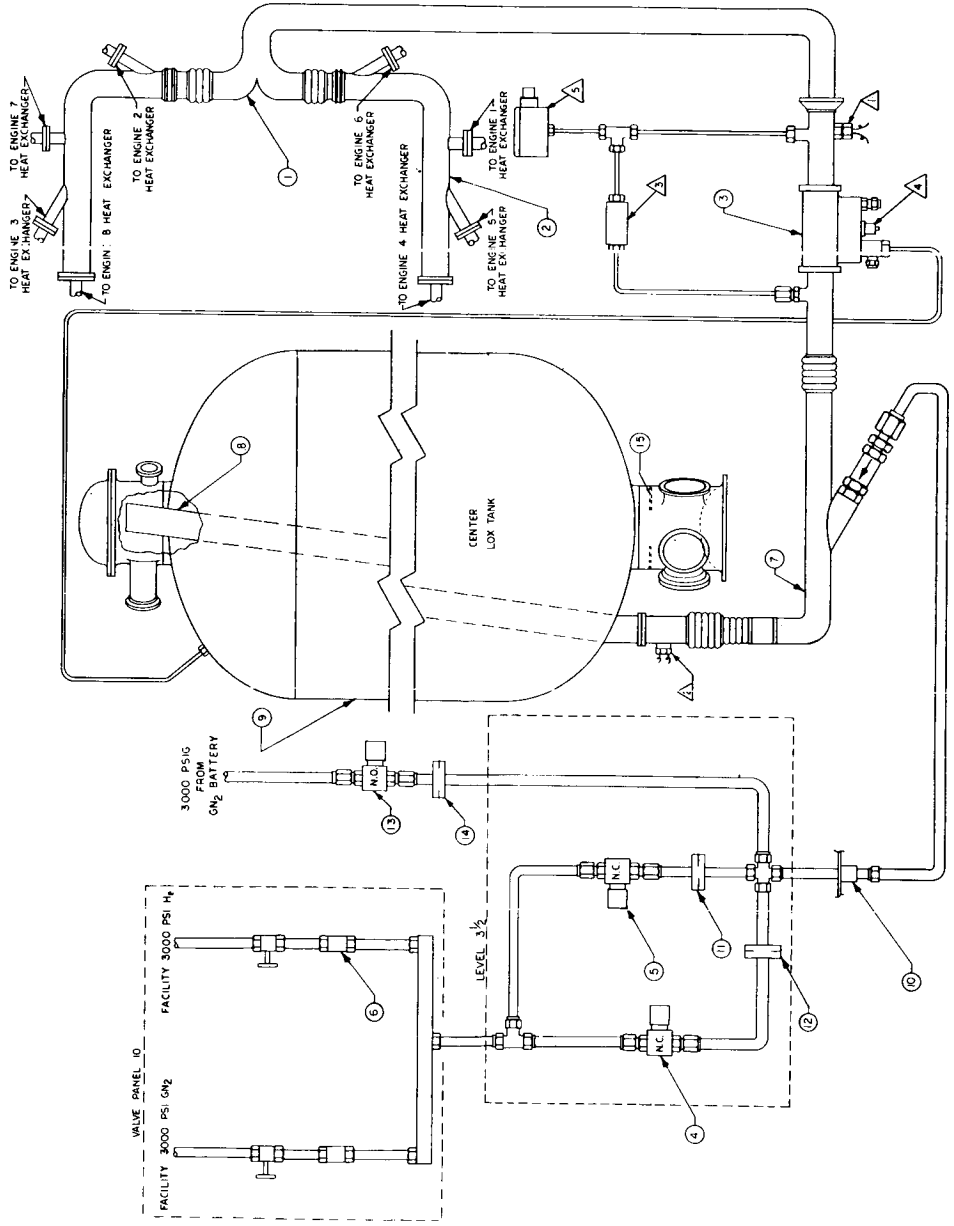 TO ENGINE 3
HEAT EXCHANGER
TO ENGINE 7
HEAT EXCHANGER
TO ENGINE 8 HEAT EXCHANGER
TO ENGINE 2
HEAT EXCHANGER
1
TO ENGINE 6
HEAT EXCHANGER
TO ENGINE 4 HEAT EXCHANGER
2
TO ENGINE 5
HEAT EXCHANGER
TO ENGINE 1
HEAT EXCHANGER
5
3
3
4
1
8
CENTER
LOX TANK
15
7
9
3000 PSIG
FROM
GN2 BATTERY
N.O.
13
14
VALVE PANEL 10
FACILITY 3000 PSI GN2
FACILITY 3000 PSI He
6
LEVEL 3 1/2
N.C.
5
11
N.C.
4
12
10